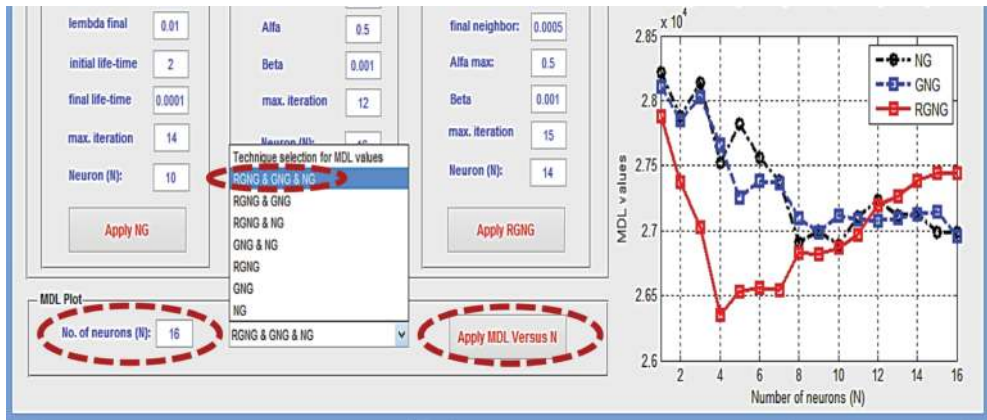 lembda final 0.01
initial life-time 2
final life-time 0.0001
max. iteration 14
Neuron (N): 10
Apply NG
Alfa 0.5
Beta 0.001
max. iteration 12
final neighbor: 0.0005
Alfa max: 0.5
Beta 0.001
max. iteration 15
Neuron (N): 14
Apply RGNG
Technique selection for MDL values
RGNG & GNG & NG
RGNG & GNG
RGNG & NG
GNG & NG
RGNG
GNG
NG
MDL Plot
No. of neurons (N): 16
RGNG & GNG & NG
Apply MDL Versus N
x 10^4
2.85
2.8
2.75
2.7
2.65
2.6
MDL values
NG
GNG
RGNG
2 4 6 8 10 12 14 16
Number of neurons (N)